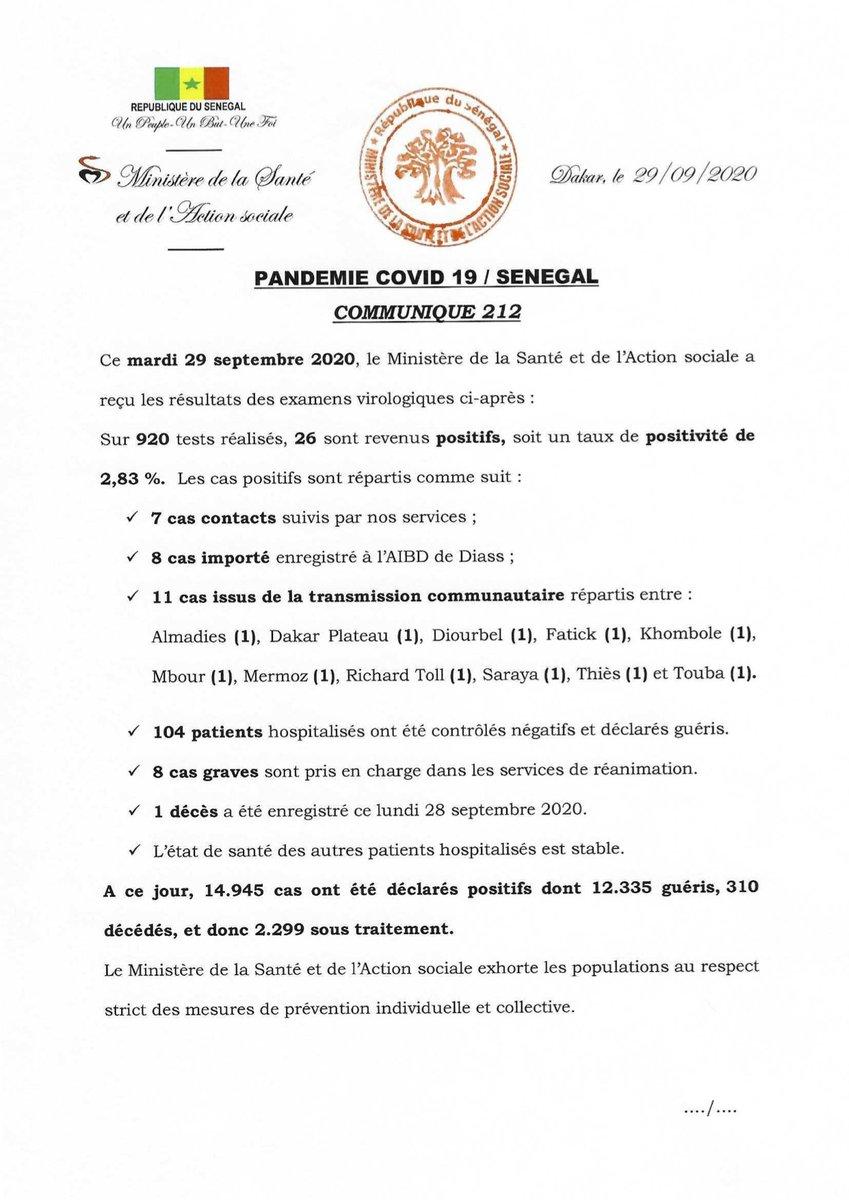 REPUBLIQUE DU SENEGAL
Un Peuple-Un But-Une Foi
Ministère de la Santé
et de l'Action sociale
République du Sénégal
MINISTÈRE DE LA SANTÉ ET DE L'ACTION SOCIALE
Dakar, le 29/09/2020
PANDEMIE COVID 19 / SENEGAL
COMMUNIQUE 212
Ce mardi 29 septembre 2020, le Ministère de la Santé et de l'Action sociale a
reçu les résultats des examens virologiques ci-après :
Sur 920 tests réalisés, 26 sont revenus positifs, soit un taux de positivité de
2,83 %. Les cas positifs sont répartis comme suit :
✓ 7 cas contacts suivis par nos services ;
✓ 8 cas importé enregistré à l'AIBD de Diass ;
✓ 11 cas issus de la transmission communautaire répartis entre :
Almadies (1), Dakar Plateau (1), Diourbel (1), Fatick (1), Khombole (1),
Mbour (1), Mermoz (1), Richard Toll (1), Saraya (1), Thiès (1) et Touba (1).
✓ 104 patients hospitalisés ont été contrôlés négatifs et déclarés guéris.
✓ 8 cas graves sont pris en charge dans les services de réanimation.
✓ 1 décès a été enregistré ce lundi 28 septembre 2020.
✓ L'état de santé des autres patients hospitalisés est stable.
A ce jour, 14.945 cas ont été déclarés positifs dont 12.335 guéris, 310
décédés, et donc 2.299 sous traitement.
Le Ministère de la Santé et de l'Action sociale exhorte les populations au respect
strict des mesures de prévention individuelle et collective.
..../....